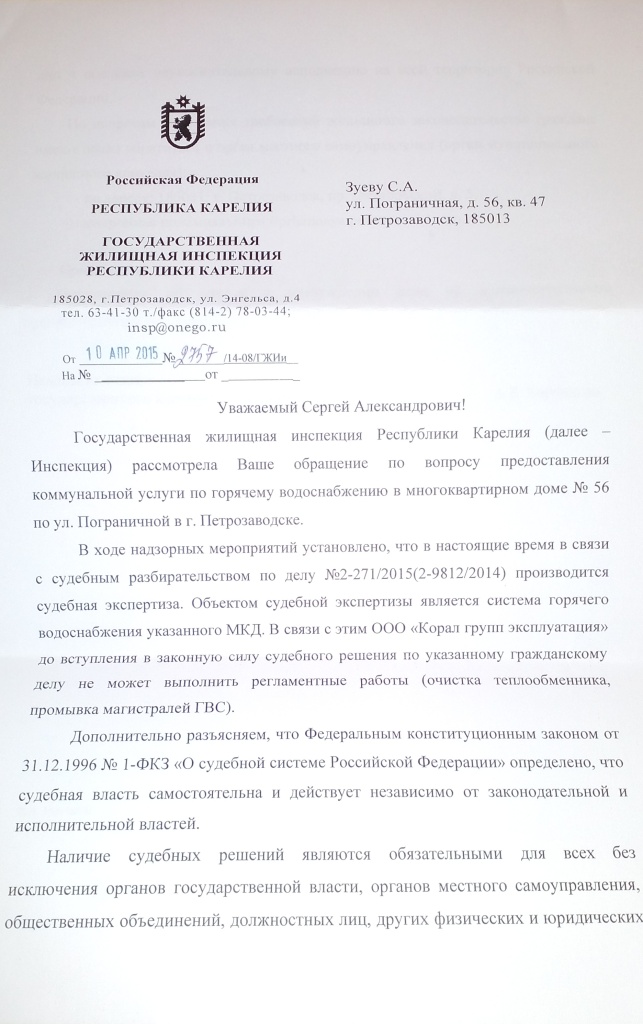 Российская Федерация
РЕСПУБЛИКА КАРЕЛИЯ
ГОСУДАРСТВЕННАЯ
ЖИЛИЩНАЯ ИНСПЕКЦИЯ
РЕСПУБЛИКИ КАРЕЛИЯ
185028, г.Петрозаводск, ул. Энгельса, д.4
тел. 63-41-30 т./факс (814-2) 78-03-44;
insp@onego.ru
От 10 АПР 2015 № 2757 /14-08/ГЖИи
На № ________ от ________
Зуеву С.А.
ул. Пограничная, д. 56, кв. 47
г. Петрозаводск, 185013
Уважаемый Сергей Александрович!
Государственная жилищная инспекция Республики Карелия (далее –
Инспекция) рассмотрела Ваше обращение по вопросу предоставления
коммунальной услуги по горячему водоснабжению в многоквартирном доме № 56
по ул. Пограничной в г. Петрозаводске.
В ходе надзорных мероприятий установлено, что в настоящие время в связи
с судебным разбирательством по делу №2-271/2015(2-9812/2014) производится
судебная экспертиза. Объектом судебной экспертизы является система горячего
водоснабжения указанного МКД. В связи с этим ООО «Корал групп эксплуатация»
до вступления в законную силу судебного решения по указанному гражданскому
делу не может выполнить регламентные работы (очистка теплообменника,
промывка магистралей ГВС).
Дополнительно разъясняем, что Федеральным конституционным законом от
31.12.1996 № 1-ФКЗ «О судебной системе Российской Федерации» определено, что
судебная власть самостоятельна и действует независимо от законодательной и
исполнительной властей.
Наличие судебных решений являются обязательными для всех без
исключения органов государственной власти, органов местного самоуправления,
общественных объединений, должностных лиц, других физических и юридических